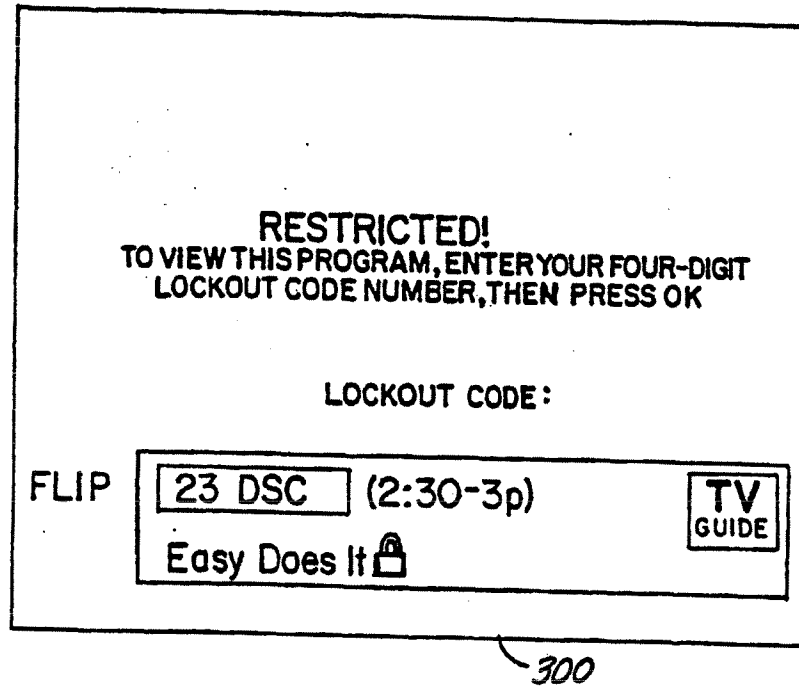 RESTRICTED!
TO VIEW THIS PROGRAM, ENTER YOUR FOUR-DIGIT
LOCKOUT CODE NUMBER, THEN PRESS OK
LOCKOUT CODE:
FLIP
23 DSC (2:30-3p)
TV
GUIDE
Easy Does It
300